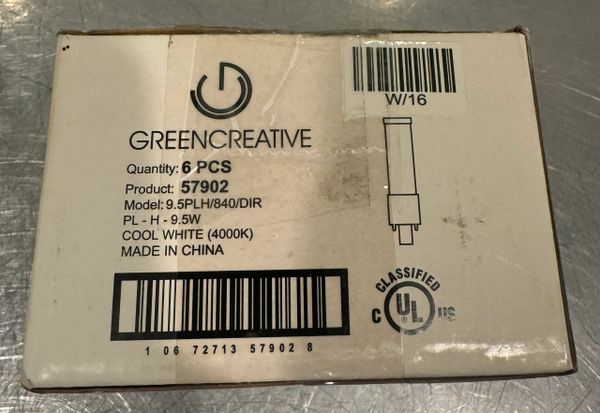 W/16
GREENCREATIVE
Quantity: 6 PCS
Product: 57902
Model: 9.5PLH/840/DIR
PL - H - 9.5W
COOL WHITE (4000K)
MADE IN CHINA
CLASSIFIED
C UL US
®
1 06 72713 57902 8